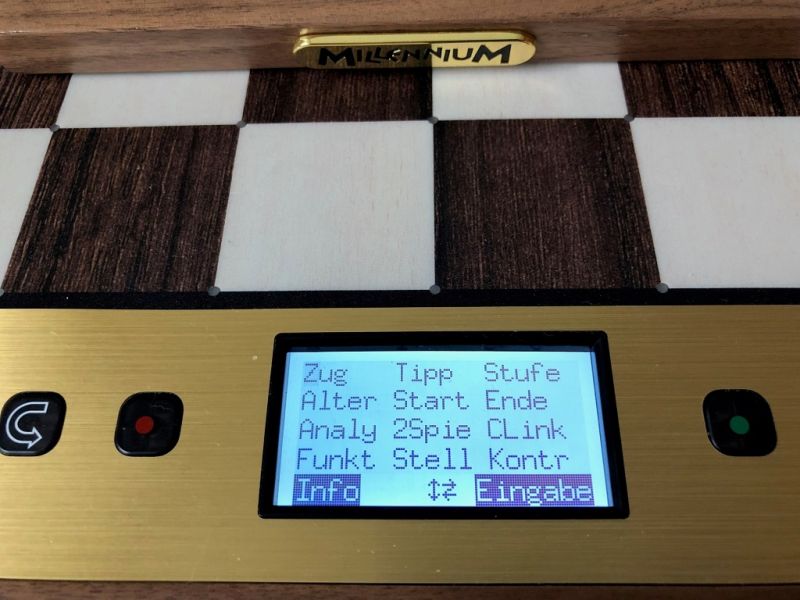 MILLENNIUM
Zug Tipp Stufe
Alter Start Ende
Analy 2Spie CLink
Funkt Stell Kontr
Info Eingabe